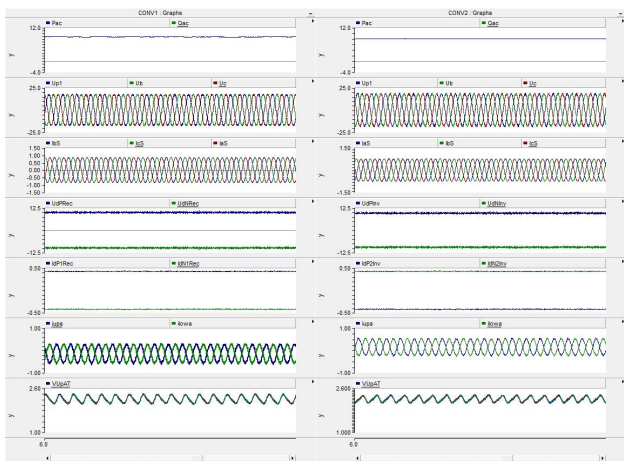 CONV1 : Graphs
Pac Qac
12.0
y
-4.0
Up1 Ub Uc
25.0
y
-25.0
IbS IcS IaS
1.50
1.00
0.50
0.00
-0.50
-1.00
-1.50
y
UdPRec UdNRec
12.5
y
-12.5
IdP1Rec IdN1Rec
0.50
y
-0.50
iupa ilowa
1.00
y
-1.00
VUpAT
2.60
y
1.00
6.0
CONV2 : Graphs
Pac Qac
12.0
y
-4.0
Up1 Ub Uc
25.0
y
-25.0
IaS IbS IcS
1.50
y
-1.50
UdPInv UdNInv
12.5
y
-12.5
IdP2Inv IdN2Inv
0.50
y
-0.50
iupa ilowa
1.00
y
-1.00
VUpAT
2.600
y
1.000
6.0